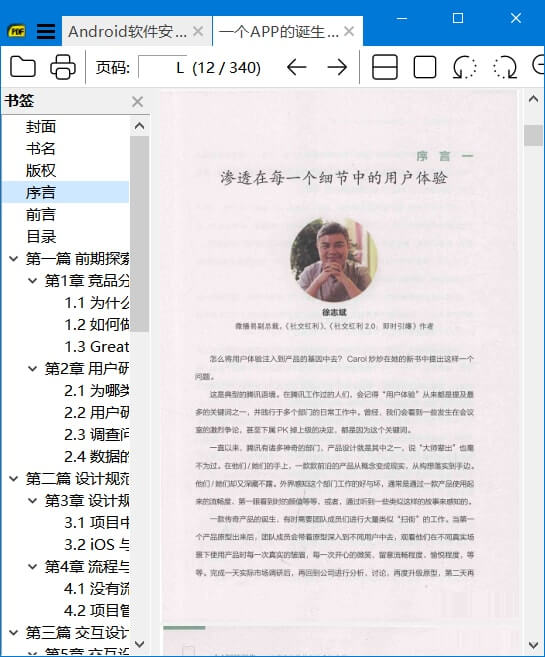 PDF
Android软件安…
一个APP的诞生…
页码: L (12 / 340)
书签
封面
书名
版权
序言
前言
目录
第一篇 前期探索
第1章 竞品分
1.1 为什么
1.2 如何做
1.3 Great
第2章 用户研
2.1 为哪类
2.2 用户研
2.3 调查问
2.4 数据的
第二篇 设计规范
第3章 设计规
3.1 项目中
3.2 iOS 与
第4章 流程与
4.1 没有流
4.2 项目管
第三篇 交互设计
第5章 交互设
序言一
渗透在每一个细节中的用户体验
徐志斌
微播易副总裁，《社交红利》、《社交红利2.0：即时引爆》作者
怎么将用户体验注入到产品的基因中去？Carol 炒炒在她的新书中提出这样一个
问题。
这是典型的腾讯语境。在腾讯工作过的人们，会记得“用户体验”从来都是提及最
多的关键词之一，并践行于多个部门的日常工作中。曾经，我们会看到一些发生在会议
室的激烈争论，甚至下属 PK 掉上级的决定，都是因为这个关键词。
一直以来，腾讯有诸多神奇的部门，产品设计就是其中之一，说“大师辈出”也毫
不为过。在他们 / 她们的手上，一款款前沿的产品从概念变成现实，从构想落实到手边。
他们 / 她们却又深藏不露。外界感知这个部门工作的好与坏，通常是通过一款产品使用起
来的流畅度、第一眼看到时的颜值等等，或者，通过听到一些类似这样的故事来感知的。
一款传奇产品的诞生，有时需要团队成员们进行大量类似“扫街”的工作。当第一
个产品原型出来后，团队成员会带着原型深入到不同用户中去，观看他们在不同真实场
景下使用产品时每一次真实的皱眉，每一次开心的微笑，留意流畅程度，愉悦程度，等
等。完成一天实际市场调研后，再回到公司进行分析，讨论，再度升级原型，第二天再